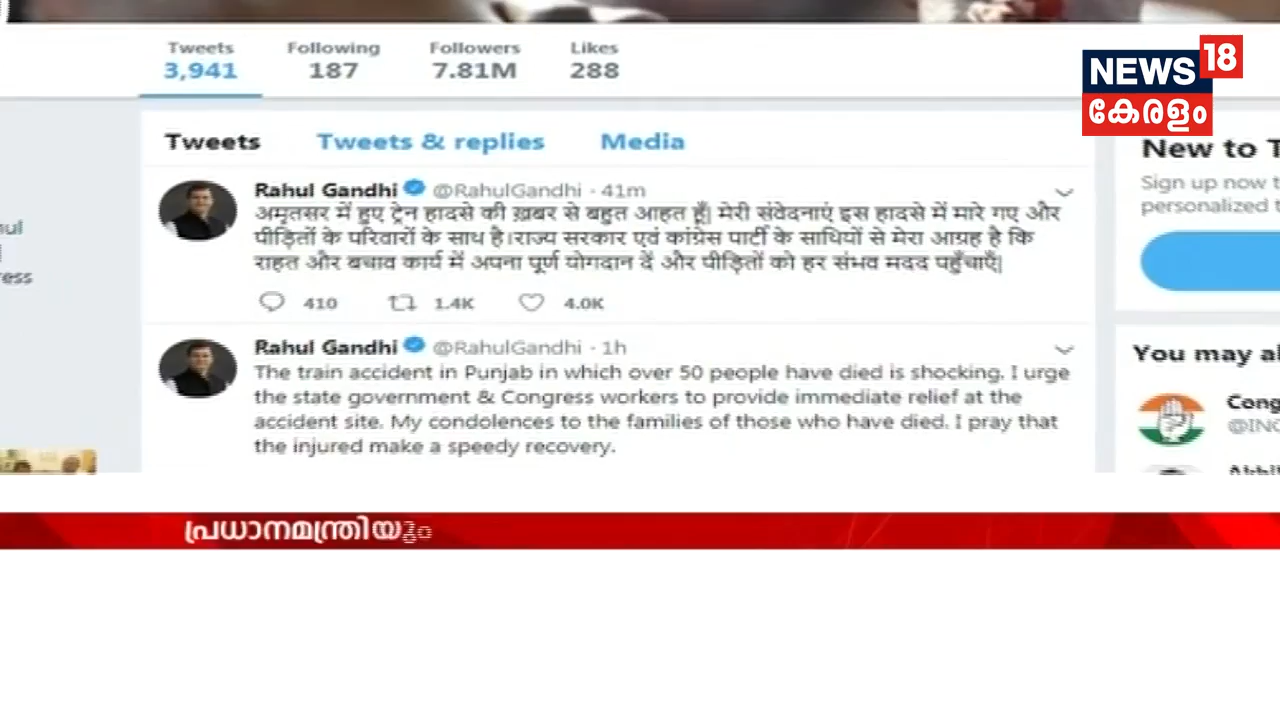 Tweets Following Followers Likes
3,941 187 7.81M 288
NEWS 18
കേരളം
Tweets Tweets & replies Media
New to
Sign up now
personalized
Rahul Gandhi @RahulGandhi · 41m
अमृतसर में हुए ट्रेन हादसे की ख़बर से बहुत आहत हूँ| मेरी संवेदनाएं इस हादसे में मारे गए और
पीड़ितों के परिवारों के साथ है।राज्य सरकार एवं कांग्रेस पार्टी के साथियों से मेरा आग्रह है कि
राहत और बचाव कार्य में अपना पूर्ण योगदान दें और पीड़ितों को हर संभव मदद पहुँचाएँ|
410 1.4K 4.0K
Rahul Gandhi @RahulGandhi · 1h
The train accident in Punjab in which over 50 people have died is shocking. I urge
the state government & Congress workers to provide immediate relief at the
accident site. My condolences to the families of those who have died. I pray that
the injured make a speedy recovery.
You may
പ്രധാനമന്ത്രിയും